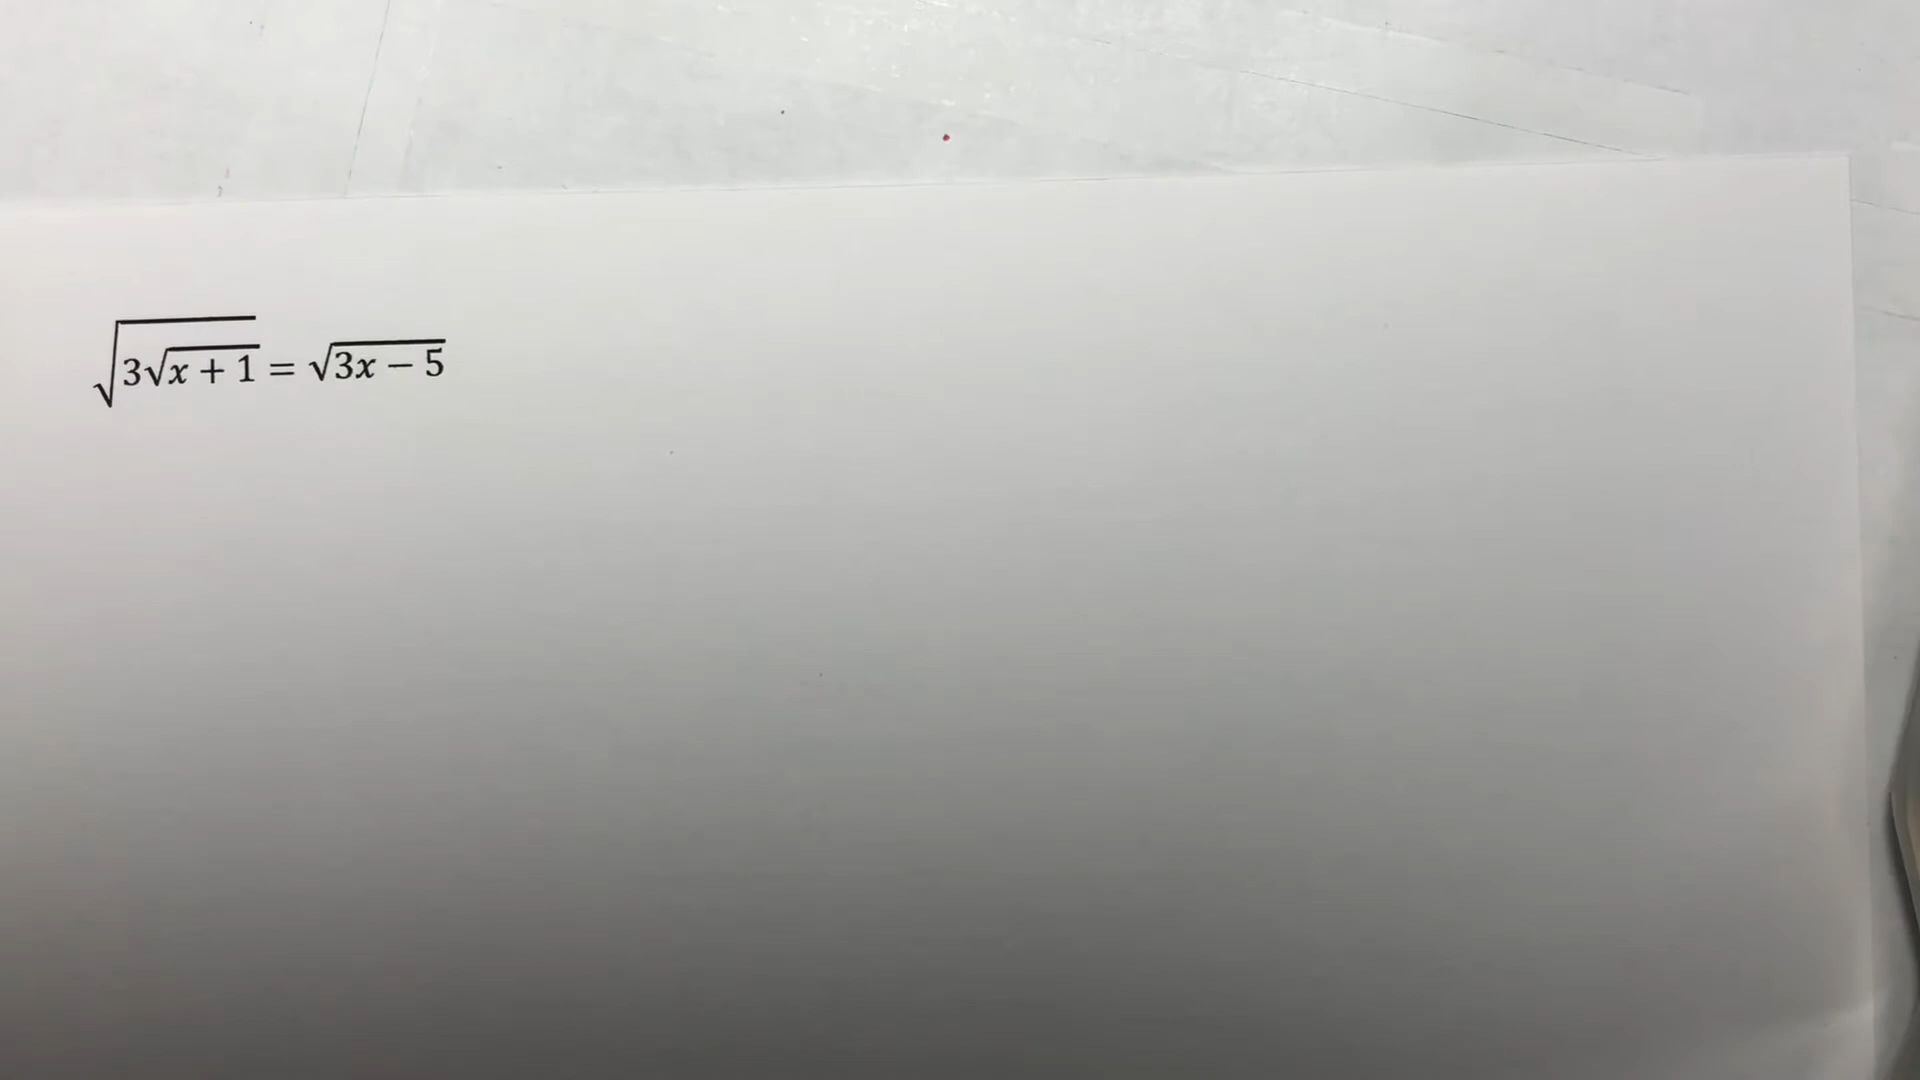 √(3√(x + 1)) = √(3x − 5)